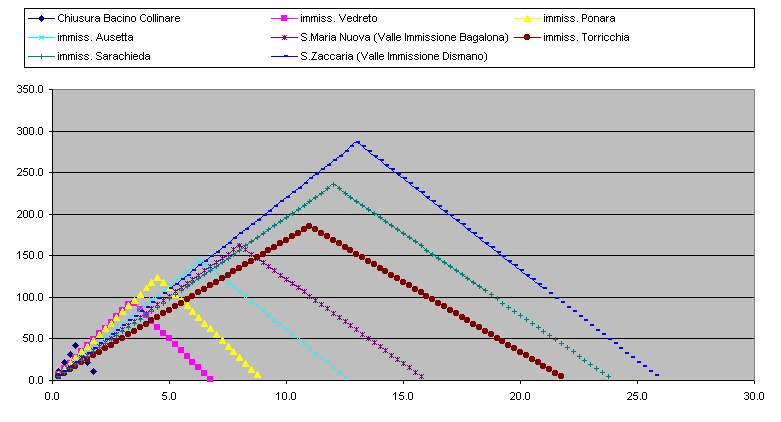 Chiusura Bacino Collinare immiss. Vedreto immiss. Ponara
immiss. Ausetta S.Maria Nuova (Valle Immissione Bagalona) immiss. Torricchia
immiss. Sarachieda S.Zaccaria (Valle Immissione Dismano)
350.0
300.0
250.0
200.0
150.0
100.0
50.0
0.0
0.0 5.0 10.0 15.0 20.0 25.0 30.0